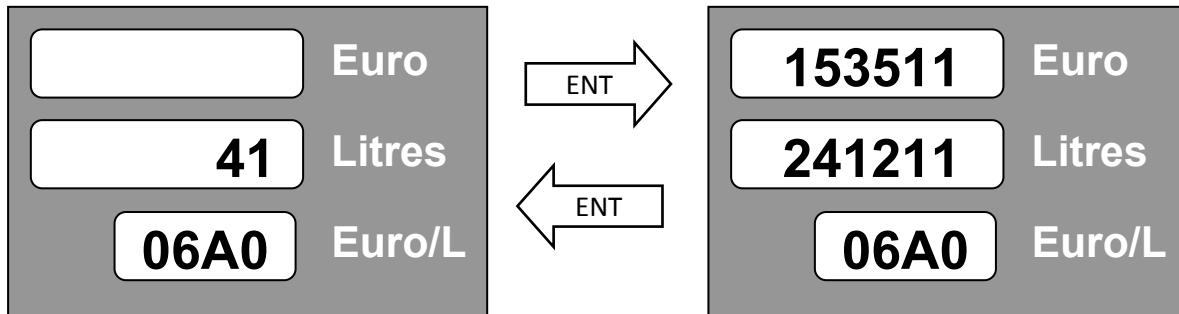 Euro
41 Litres
06A0 Euro/L
ENT
ENT
153511 Euro
241211 Litres
06A0 Euro/L